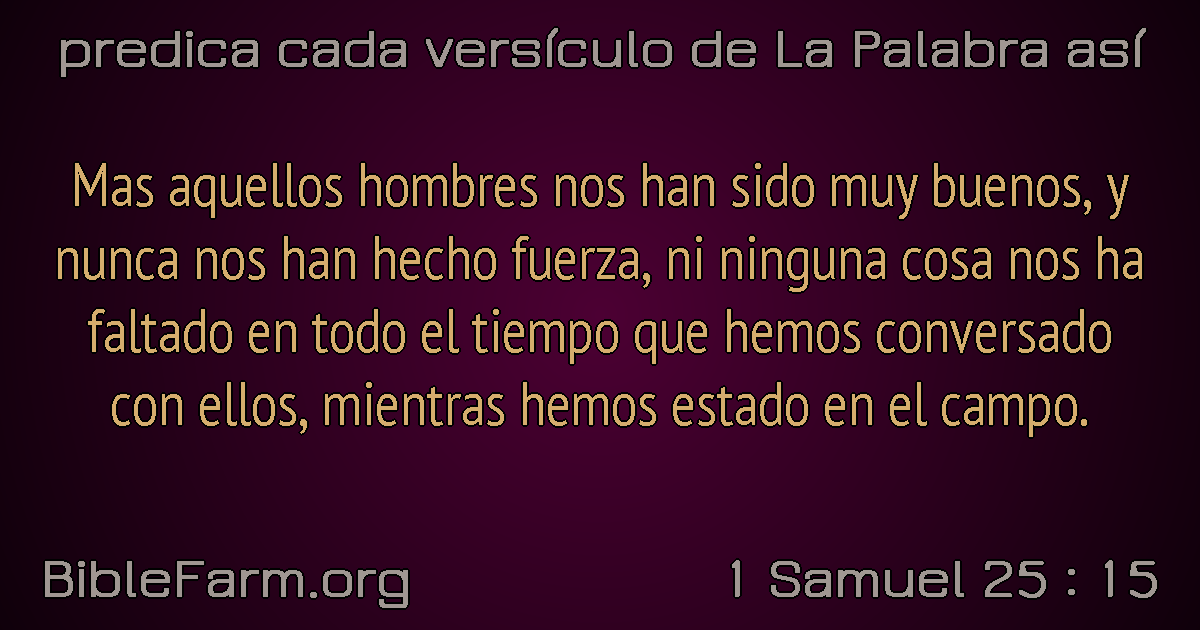 predica cada versículo de La Palabra así
Mas aquellos hombres nos han sido muy buenos, y
nunca nos han hecho fuerza, ni ninguna cosa nos ha
faltado en todo el tiempo que hemos conversado
con ellos, mientras hemos estado en el campo.
BibleFarm.org
1 Samuel 25 : 15